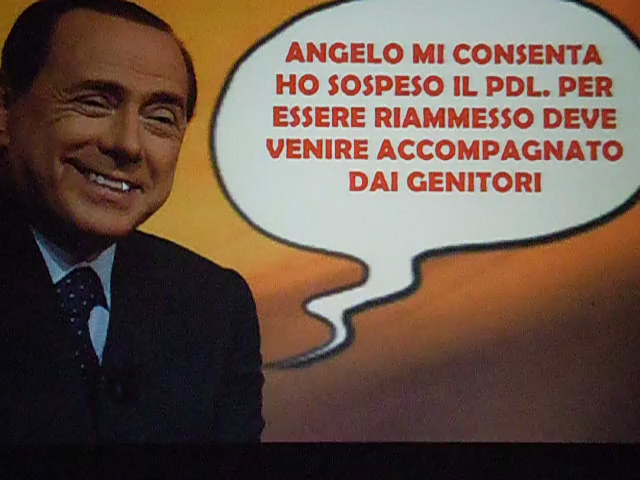 ANGELO MI CONSENTA
HO SOSPESO IL PDL. PER
ESSERE RIAMMESSO DEVE
VENIRE ACCOMPAGNATO
DAI GENITORI